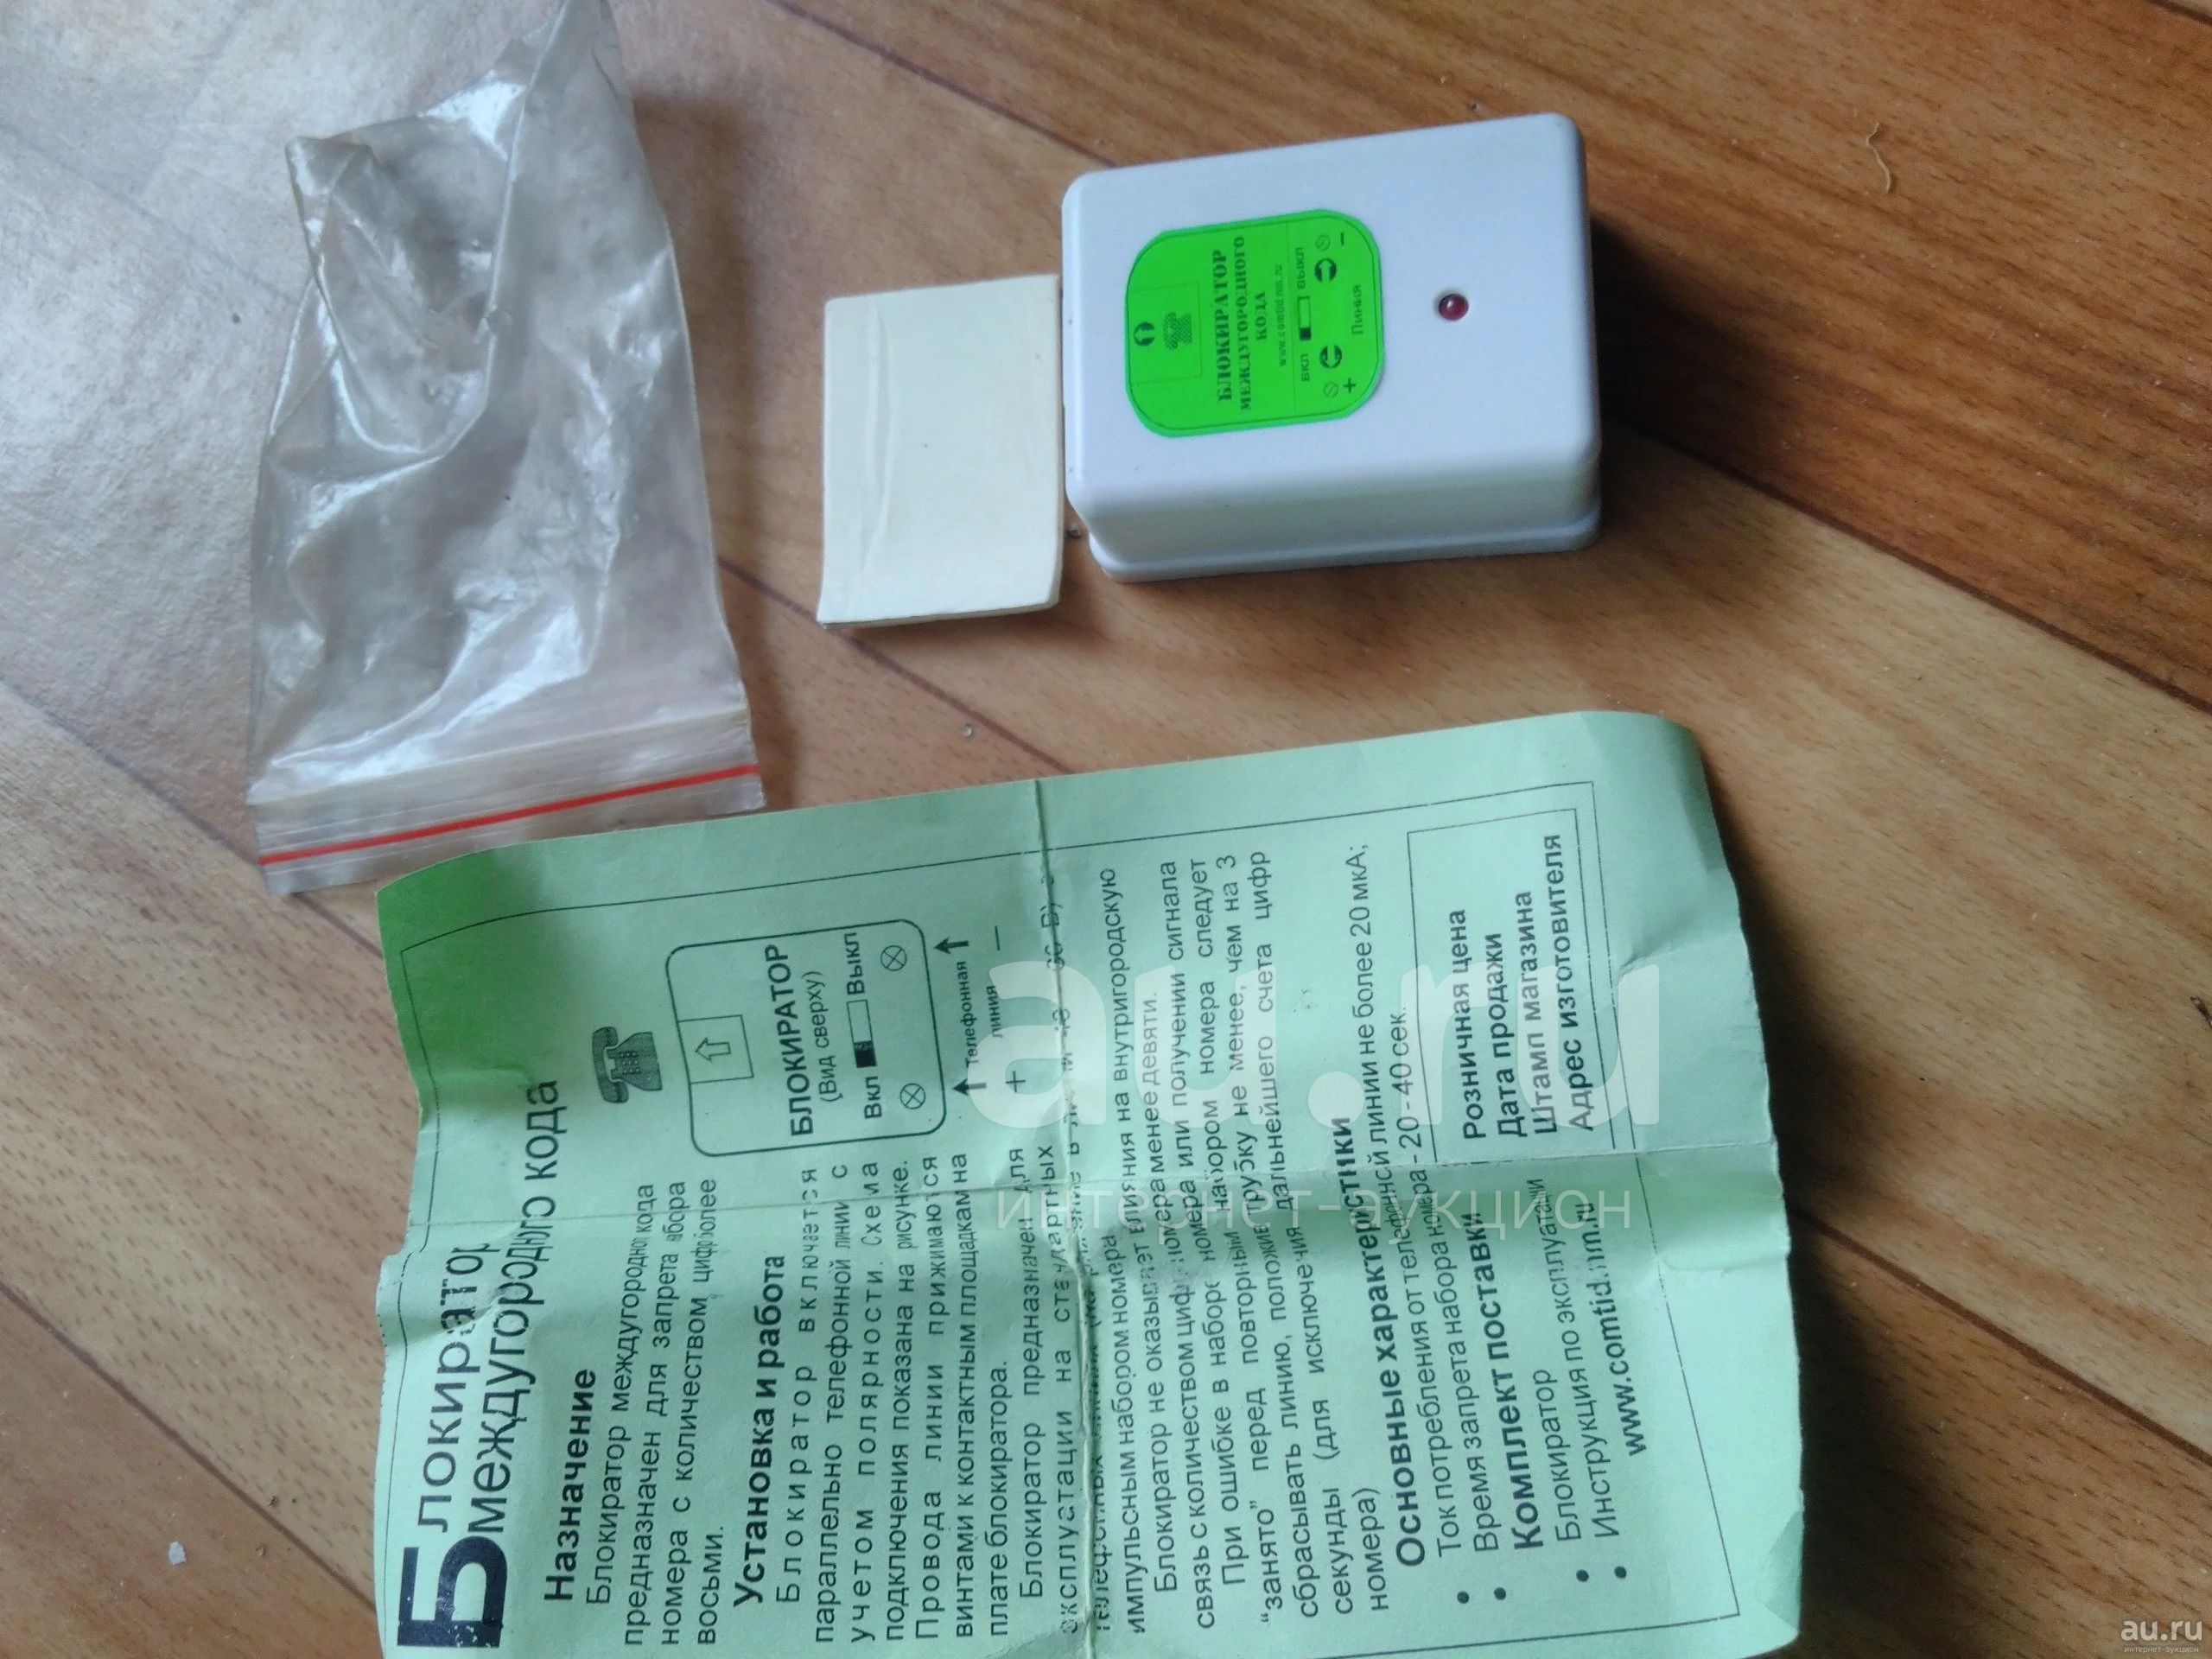 БЛОКИРАТОР
МЕЖДУГОРОДНОГО
КОДА
www.comtid.nm.ru
ВКЛ ВЫКЛ
+ −
Линия
Блокиратор
междугородного кода
Назначение
Блокиратор междугородного кода
предназначен для запрета набора
номера с количеством цифр более
восьми.
Установка и работа
Блокиратор включается
параллельно телефонной линии с
учетом полярности. Схема
подключения показана на рисунке.
Провода линии прижимаются
винтами к контактным площадкам на
плате блокиратора.
Блокиратор предназначен для
эксплуатации на стандартных
импульсным набором номера.
Блокиратор не оказывает влияния на внутригородскую
связь с количеством цифр номера менее девяти.
При ошибке в наборе номера или получении сигнала
“занято” перед повторным набором номера следует
сбрасывать линию, положив трубку не менее, чем на 3
секунды (для исключения дальнейшего счета цифр
номера)
Основные характеристики
• Ток потребления от телефонной линии не более 20 мкА;
• Время запрета набора номера - 20 - 40 сек.
Комплект поставки
• Блокиратор
• Инструкция по эксплуатации
www.comtid.nm.ru
БЛОКИРАТОР
(Вид сверху)
Вкл Выкл
Телефонная
линия
+ −
Розничная цена
Дата продажи
Штамп магазина
Адрес изготовителя
au.ru
интернет-аукцион
au.ru
интернет-аукцион